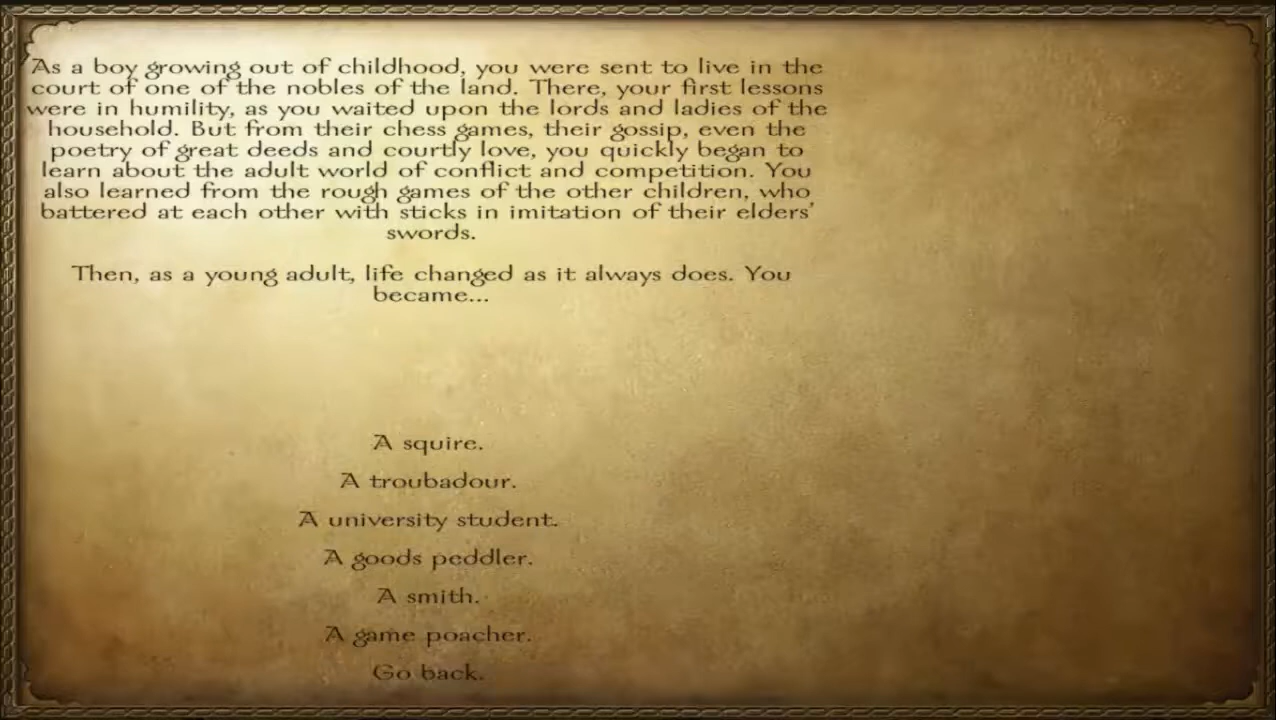 As a boy growing out of childhood, you were sent to live in the
court of one of the nobles of the land. There, your first lessons
were in humility, as you waited upon the lords and ladies of the
household. But from their chess games, their gossip, even the
poetry of great deeds and courtly love, you quickly began to
learn about the adult world of conflict and competition. You
also learned from the rough games of the other children, who
battered at each other with sticks in imitation of their elders'
swords.
Then, as a young adult, life changed as it always does. You
became...
A squire.
A troubadour.
A university student.
A goods peddler.
A smith.
A game poacher.
Go back.